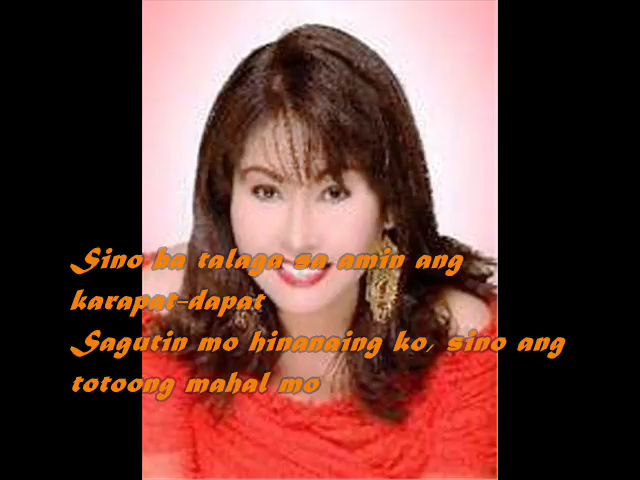 Sino ba talaga sa amin ang
karapat-dapat
Sagutin mo hinanaing ko, sino ang
totoong mahal mo